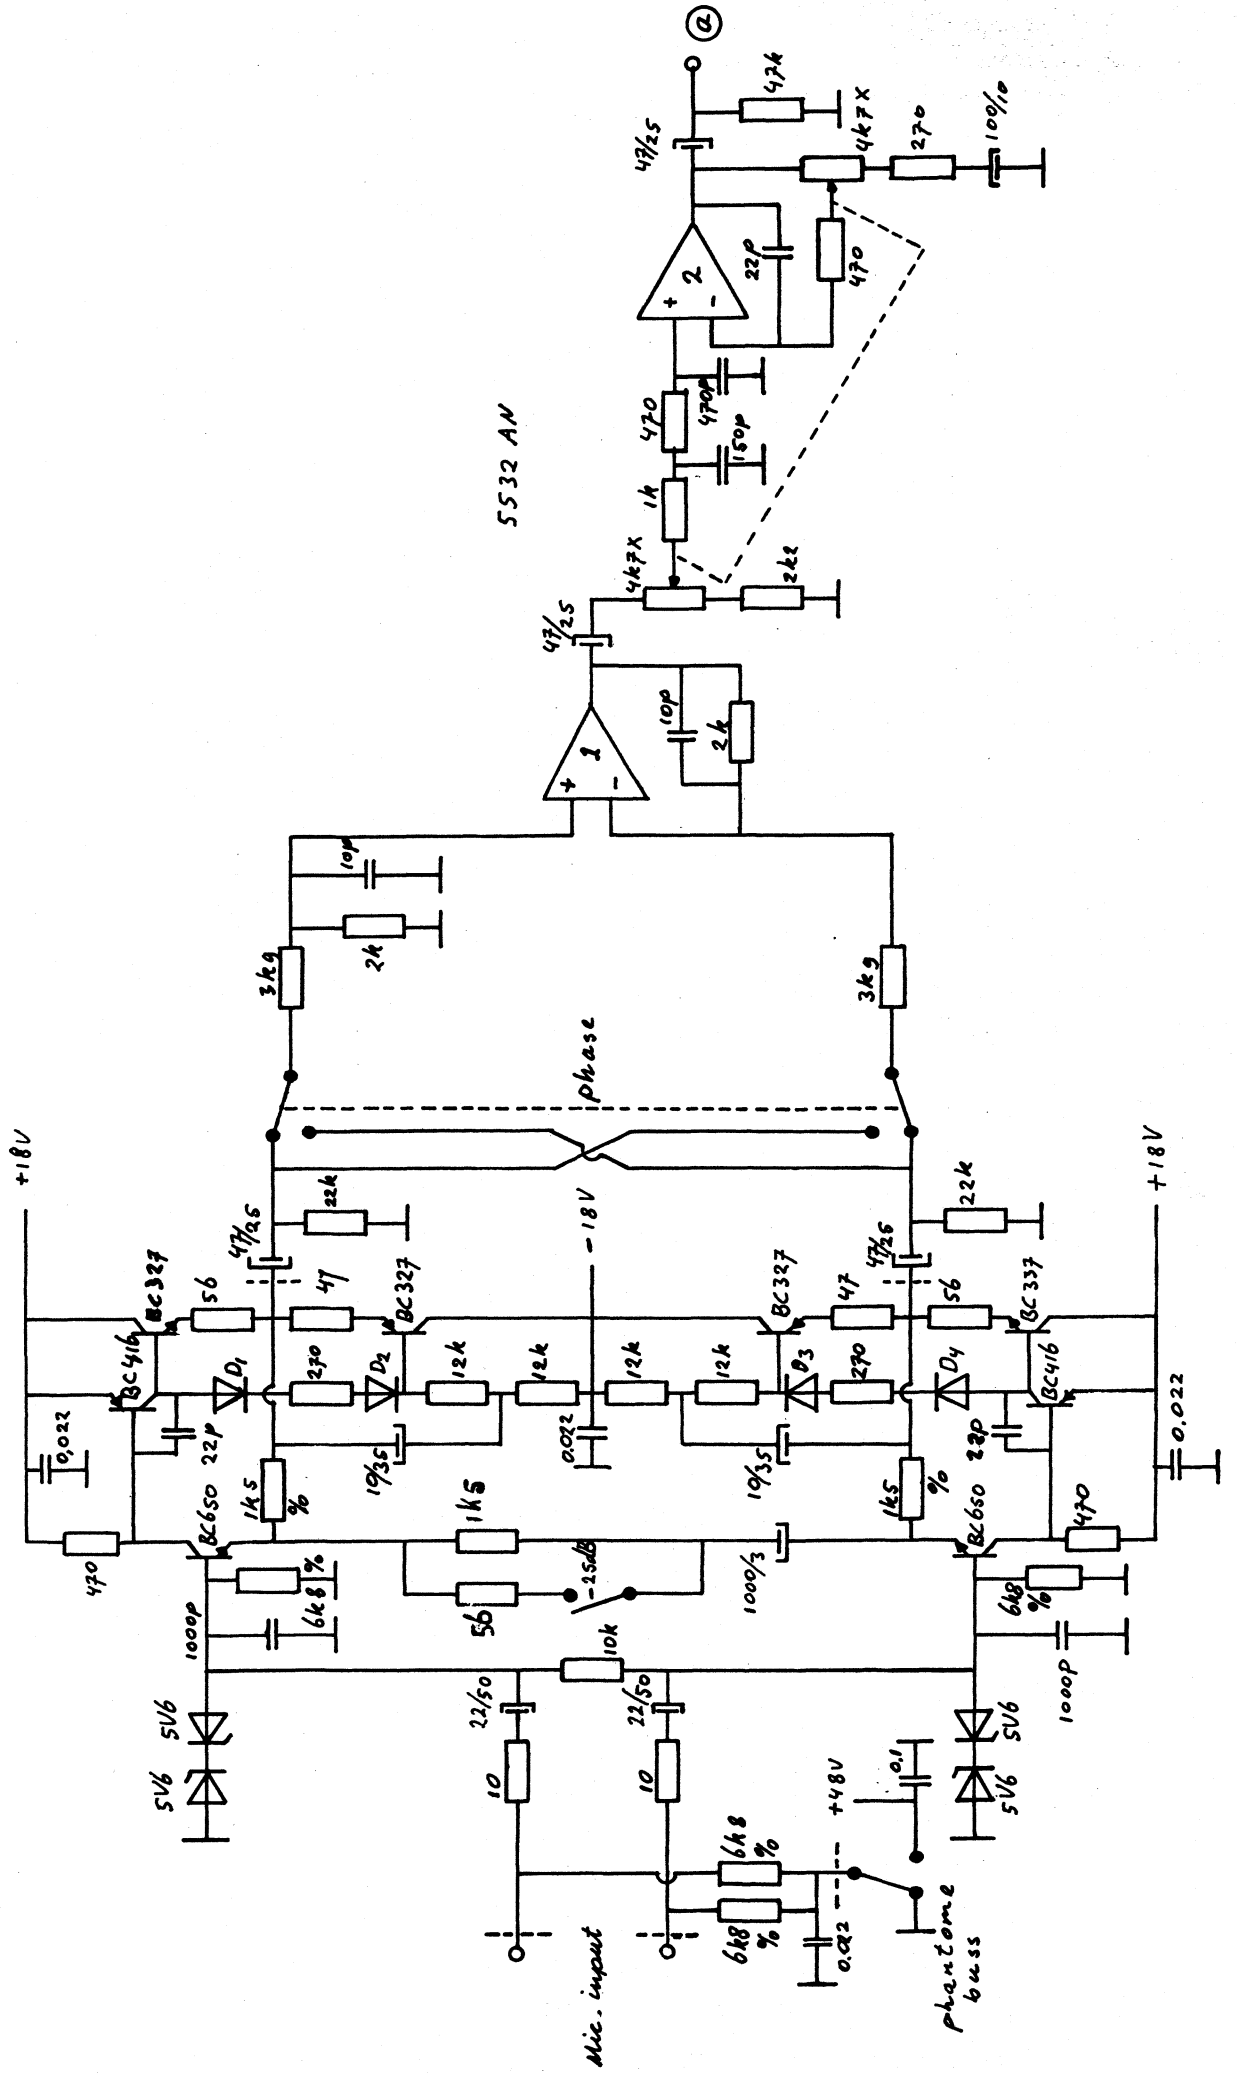 +18V
0,022
470
BC416
BC327
56
D1
22p
BC650
1k5
%
47/25
22k
47
270
BC327
D2
12k
10/35
12k
-18V
0.022
12k
12k
10/35
BC327
D3
47
270
47/25
22k
56
D4
BC337
BC416
22p
1k5
%
BC650
470
0.022
+18V
1000p
6k8 %
5V6
5V6
1k5
56
-25dB
1000/3
10k
22/50
22/50
10
10
6k8
%
1000p
5V6
5V6
Mic. input
6k8
%
6k8
%
0.022
+48V
0.1
phantome
buss
phase
3k9
2k
10p
3k9
+
-
1
10p
2k
47/25
4k7X
2k2
5532 AN
1k
150p
470
470p
+
-
2
22p
470
47/25
47k
4k7X
270
100/10
a